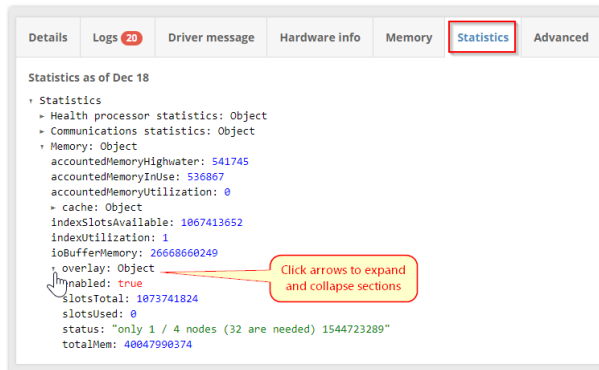 Details Logs 20 Driver message Hardware info Memory Statistics Advanced
Statistics as of Dec 18
Statistics
Health processor statistics: Object
Communications statistics: Object
Memory: Object
accountedMemoryHighwater: 541745
accountedMemoryInUse: 536867
accountedMemoryUtilization: 0
cache: Object
indexSlotsAvailable: 1067413652
indexUtilization: 1
ioBufferMemory: 26668660249
overlay: Object
enabled: true
slotsTotal: 1073741824
slotsUsed: 0
status: "only 1 / 4 nodes (32 are needed) 1544723289"
totalMem: 40047990374
Click arrows to expand
and collapse sections